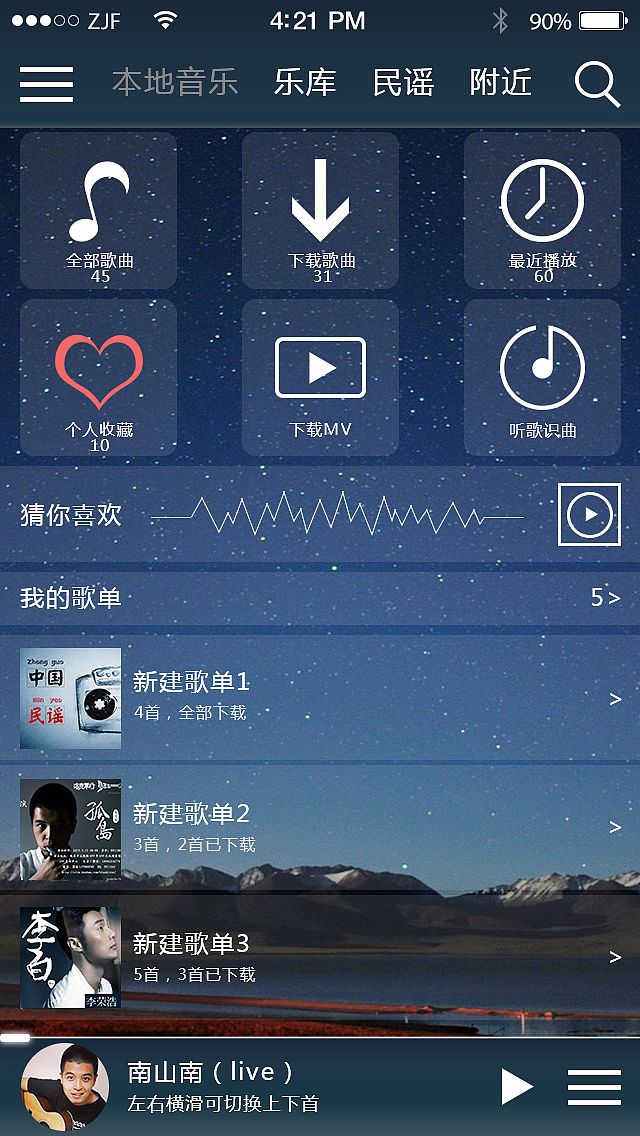 ZJF
4:21 PM
90%
本地音乐
乐库
民谣
附近
全部歌曲
45
下载歌曲
31
最近播放
60
个人收藏
10
下载MV
听歌识曲
猜你喜欢
我的歌单
5>
Zhong guo
中国
min yao
民谣
新建歌单1
4首，全部下载
>
孤鸟
新建歌单2
3首，2首已下载
>
李白
李荣浩
新建歌单3
5首，3首已下载
>
南山南（live）
左右横滑可切换上下首